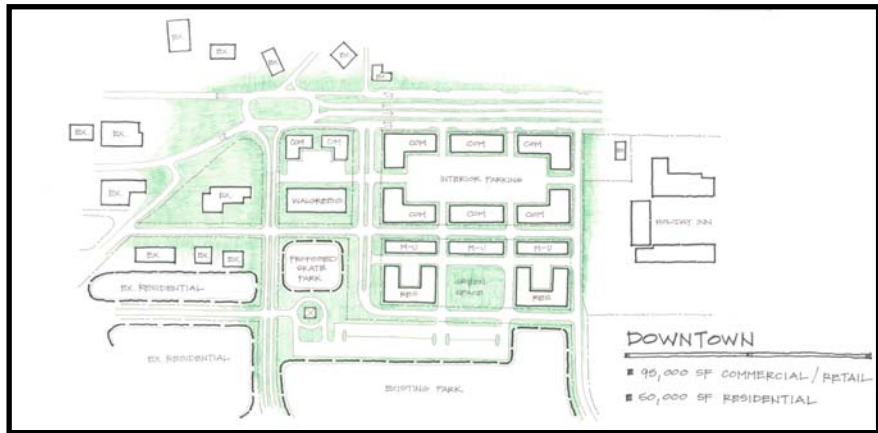 EX.
EX.
EX.
EX.
EX.
EX.
EX.
COM
COM
COM
COM
COM
EX.
INTERIOR PARKING
EX.
EX.
WALGREENS
COM
COM
COM
HOLIDAY INN
M-U
M-U
M-U
EX.
EX.
EX.
PROPOSED
SKATE
PARK
GREEN
SPACE
RES
RES
EX. RESIDENTIAL
EX. RESIDENTIAL
EXISTING PARK
DOWNTOWN
95,000 SF COMMERCIAL / RETAIL
60,000 SF RESIDENTIAL